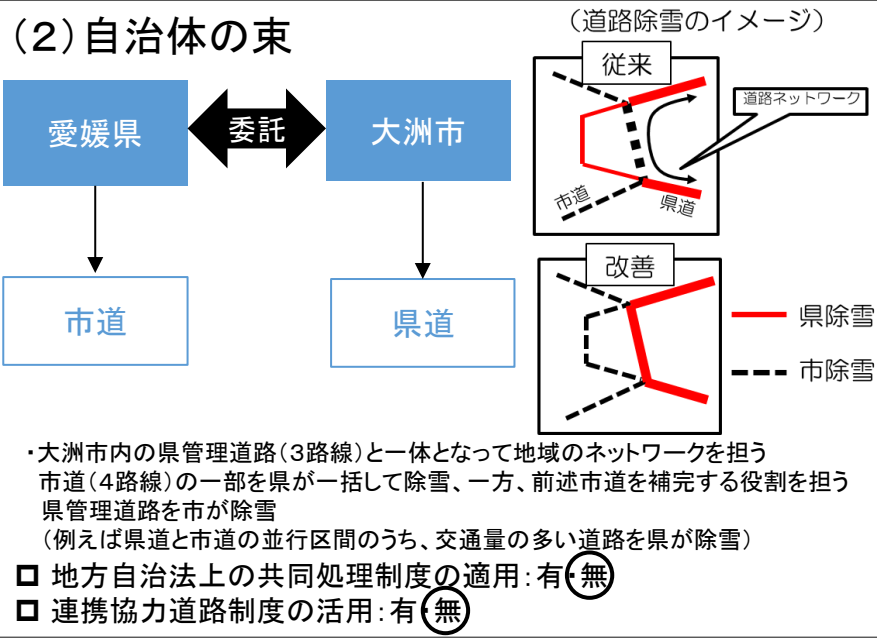 （２）自治体の束
愛媛県
委託
大洲市
市道
県道
（道路除雪のイメージ）
従来
道路ネットワーク
市道
県道
改善
県除雪
市除雪
・大洲市内の県管理道路（３路線）と一体となって地域のネットワークを担う
市道（４路線）の一部を県が一括して除雪、一方、前述市道を補完する役割を担う
県管理道路を市が除雪
（例えば県道と市道の並行区間のうち、交通量の多い道路を県が除雪）
□ 地方自治法上の共同処理制度の適用：有・無
□ 連携協力道路制度の活用：有・無